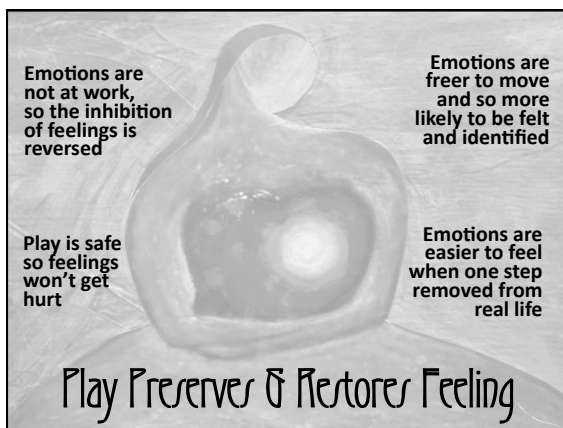 Emotions are
not at work,
so the inhibition
of feelings is
reversed
Emotions are
freer to move
and so more
likely to be felt
and identified
Play is safe
so feelings
won't get
hurt
Emotions are
easier to feel
when one step
removed from
real life
Play Preserves & Restores Feeling